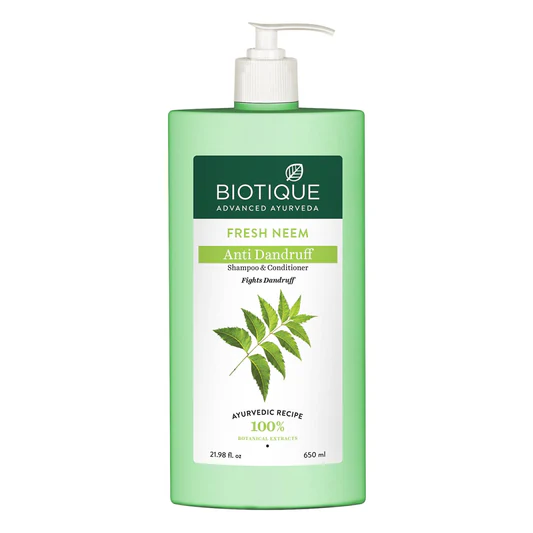 BIOTIQUE
ADVANCED AYURVEDA
FRESH NEEM
Anti Dandruff
Shampoo & Conditioner
Fights Dandruff
AYURVEDIC RECIPE
100%
BOTANICAL EXTRACTS
21.98 fl. oz 650 ml